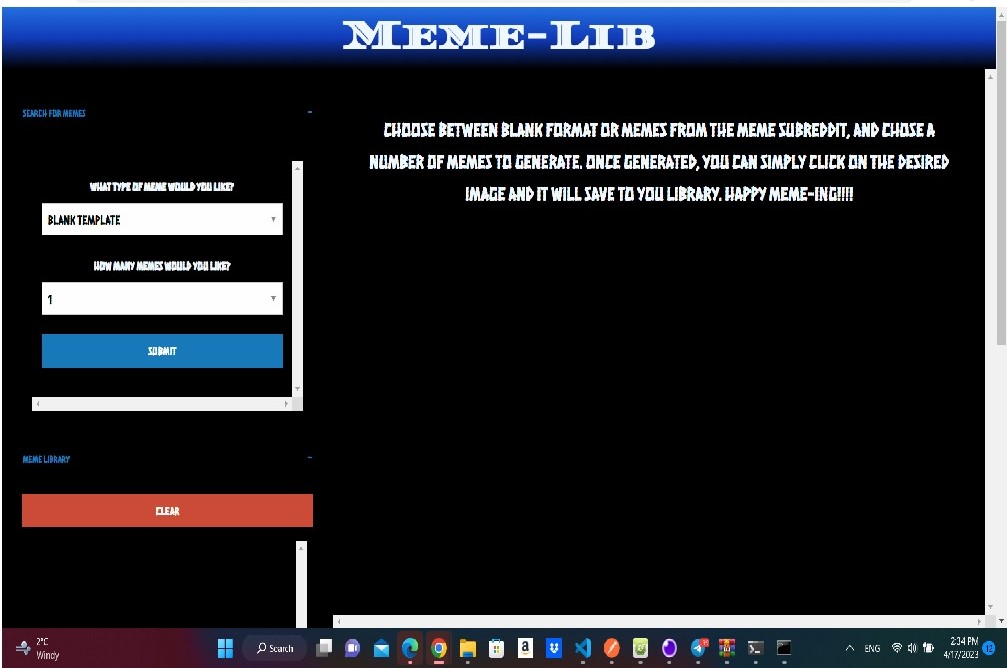 MEME-LIB
SEARCH FOR MEMES
-
WHAT TYPE OF MEME WOULD YOU LIKE?
BLANK TEMPLATE
HOW MANY MEMES WOULD YOU LIKE?
1
SUBMIT
MEME LIBRARY
-
CLEAR
CHOOSE BETWEEN BLANK FORMAT OR MEMES FROM THE MEME SUBREDDIT, AND CHOSE A
NUMBER OF MEMES TO GENERATE. ONCE GENERATED, YOU CAN SIMPLY CLICK ON THE DESIRED
IMAGE AND IT WILL SAVE TO YOU LIBRARY. HAPPY MEME-ING!!!!
2°C
Windy
Search
ENG
2:34 PM
4/17/2023
12